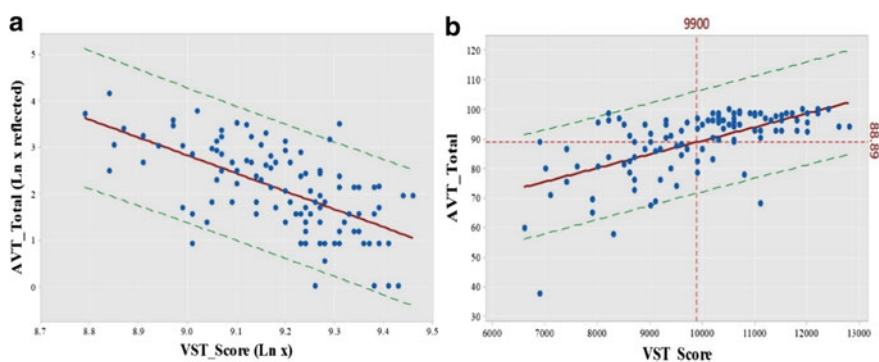 a
AVT_Total (Ln x reflected)
5
4
3
2
1
0
8.7 8.8 8.9 9.0 9.1 9.2 9.3 9.4 9.5
VST_Score (Ln x)
b
9900
AVT_Total
120
110
100
90
80
70
60
50
40
30
88.89
6000 7000 8000 9000 10000 11000 12000 13000
VST Score